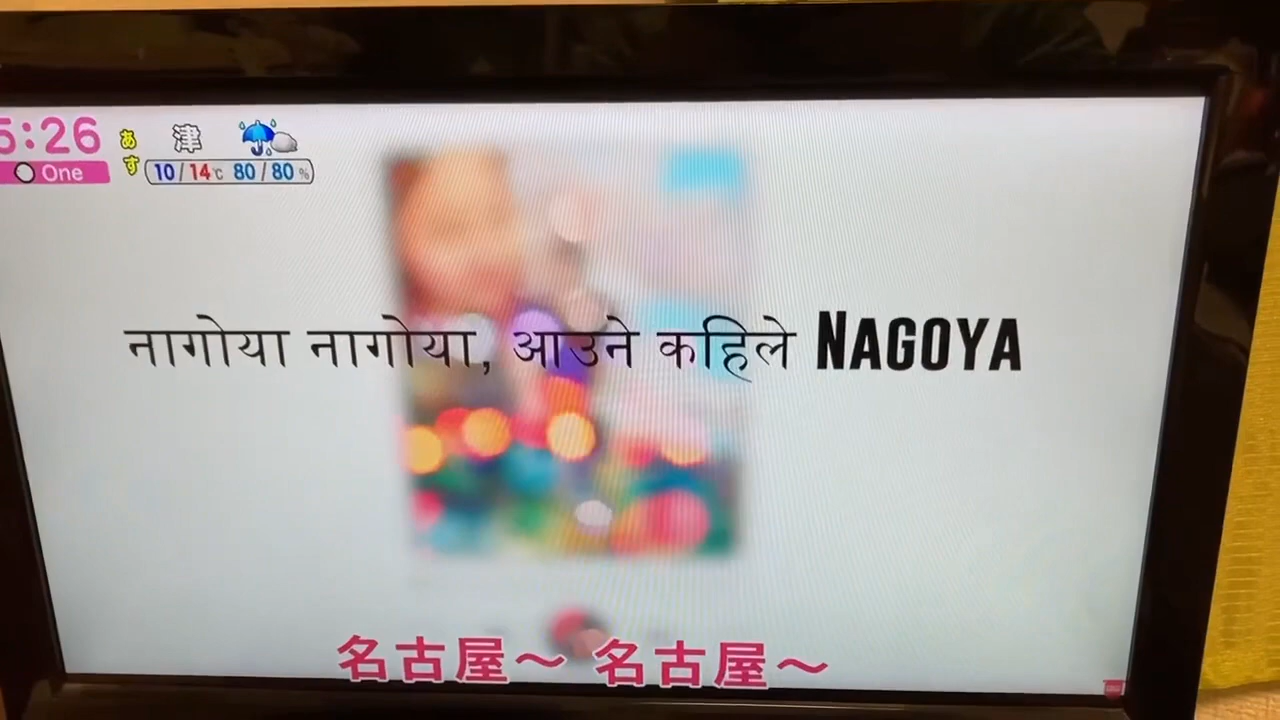 5:26
One
あす
津
10/14℃ 80/80%
नागोया नागोया, आउने कहिले NAGOYA
名古屋～ 名古屋～